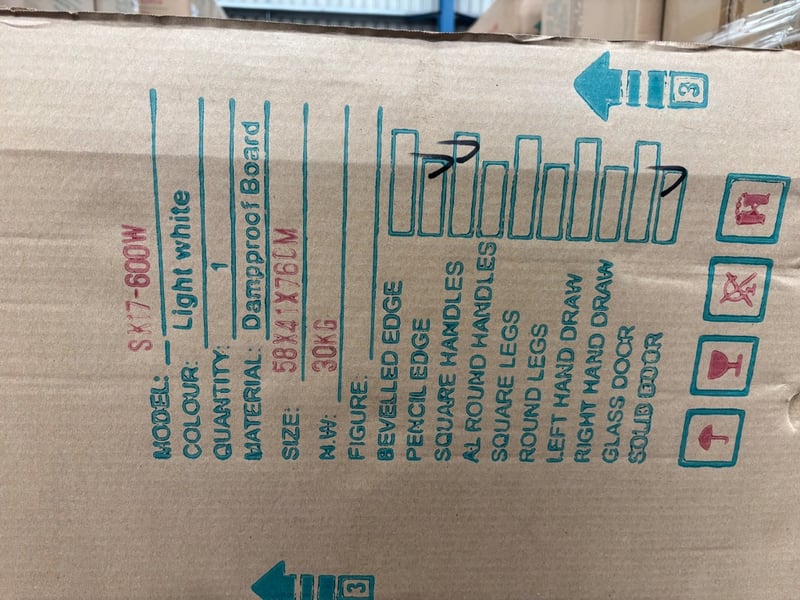 MODEL: SK17-600W
COLOUR: Light white
QUANTITY: 1
MATERIAL: Dampproof Board
SIZE: 58X41X76CM
N.W: 30KG
FIGURE:
BEVELLED EDGE
PENCIL EDGE
SQUARE HANDLES
AL ROUND HANDLES
SQUARE LEGS
ROUND LEGS
LEFT HAND DRAW
RIGHT HAND DRAW
GLASS DOOR
SOLID DOOR
3
3